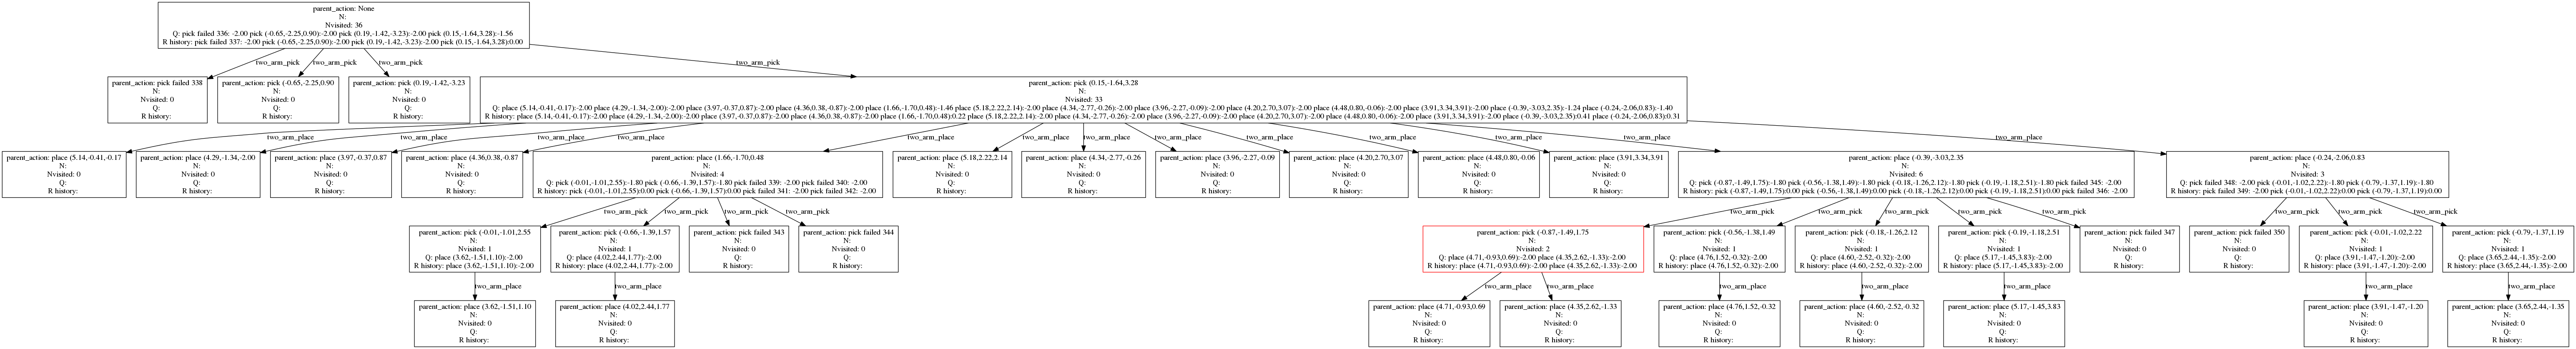 parent_action: None
N:
Nvisited: 36
Q: pick failed 336: -2.00 pick (-0.65,-2.25,0.90):-2.00 pick (0.19,-1.42,-3.23):-2.00 pick (0.15,-1.64,3.28):-1.56
R history: pick failed 337: -2.00 pick (-0.65,-2.25,0.90):-2.00 pick (0.19,-1.42,-3.23):-2.00 pick (0.15,-1.64,3.28):0.00
two_arm_pick
two_arm_pick
two_arm_pick
two_arm_pick
parent_action: pick failed 338
N:
Nvisited: 0
Q:
R history:
parent_action: pick (-0.65,-2.25,0.90
N:
Nvisited: 0
Q:
R history:
parent_action: pick (0.19,-1.42,-3.23
N:
Nvisited: 0
Q:
R history:
parent_action: pick (0.15,-1.64,3.28
N:
Nvisited: 33
Q: place (5.14,-0.41,-0.17):-2.00 place (4.29,-1.34,-2.00):-2.00 place (3.97,-0.37,0.87):-2.00 place (4.36,0.38,-0.87):-2.00 place (1.66,-1.70,0.48):-1.46 place (5.18,2.22,2.14):-2.00 place (4.34,-2.77,-0.26):-2.00 place (3.96,-2.27,-0.09):-2.00 place (4.20,2.70,3.07):-2.00 place (4.48,0.80,-0.06):-2.00 place (3.91,3.34,3.91):-2.00 place (-0.39,-3.03,2.35):-1.24 place (-0.24,-2.06,0.83):-1.40
R history: place (5.14,-0.41,-0.17):-2.00 place (4.29,-1.34,-2.00):-2.00 place (3.97,-0.37,0.87):-2.00 place (4.36,0.38,-0.87):-2.00 place (1.66,-1.70,0.48):0.22 place (5.18,2.22,2.14):-2.00 place (4.34,-2.77,-0.26):-2.00 place (3.96,-2.27,-0.09):-2.00 place (4.20,2.70,3.07):-2.00 place (4.48,0.80,-0.06):-2.00 place (3.91,3.34,3.91):-2.00 place (-0.39,-3.03,2.35):0.41 place (-0.24,-2.06,0.83):0.31
two_arm_place
two_arm_place
two_arm_place
two_arm_place
two_arm_place
two_arm_place
two_arm_place
two_arm_place
two_arm_place
two_arm_place
two_arm_place
two_arm_place
two_arm_place
parent_action: place (5.14,-0.41,-0.17
N:
Nvisited: 0
Q:
R history:
parent_action: place (4.29,-1.34,-2.00
N:
Nvisited: 0
Q:
R history:
parent_action: place (3.97,-0.37,0.87
N:
Nvisited: 0
Q:
R history:
parent_action: place (4.36,0.38,-0.87
N:
Nvisited: 0
Q:
R history:
parent_action: place (1.66,-1.70,0.48
N:
Nvisited: 4
Q: pick (-0.01,-1.01,2.55):-1.80 pick (-0.66,-1.39,1.57):-1.80 pick failed 339: -2.00 pick failed 340: -2.00
R history: pick (-0.01,-1.01,2.55):0.00 pick (-0.66,-1.39,1.57):0.00 pick failed 341: -2.00 pick failed 342: -2.00
parent_action: place (5.18,2.22,2.14
N:
Nvisited: 0
Q:
R history:
parent_action: place (4.34,-2.77,-0.26
N:
Nvisited: 0
Q:
R history:
parent_action: place (3.96,-2.27,-0.09
N:
Nvisited: 0
Q:
R history:
parent_action: place (4.20,2.70,3.07
N:
Nvisited: 0
Q:
R history:
parent_action: place (4.48,0.80,-0.06
N:
Nvisited: 0
Q:
R history:
parent_action: place (3.91,3.34,3.91
N:
Nvisited: 0
Q:
R history:
parent_action: place (-0.39,-3.03,2.35
N:
Nvisited: 6
Q: pick (-0.87,-1.49,1.75):-1.80 pick (-0.56,-1.38,1.49):-1.80 pick (-0.18,-1.26,2.12):-1.80 pick (-0.19,-1.18,2.51):-1.80 pick failed 345: -2.00
R history: pick (-0.87,-1.49,1.75):0.00 pick (-0.56,-1.38,1.49):0.00 pick (-0.18,-1.26,2.12):0.00 pick (-0.19,-1.18,2.51):0.00 pick failed 346: -2.00
parent_action: place (-0.24,-2.06,0.83
N:
Nvisited: 3
Q: pick failed 348: -2.00 pick (-0.01,-1.02,2.22):-1.80 pick (-0.79,-1.37,1.19):-1.80
R history: pick failed 349: -2.00 pick (-0.01,-1.02,2.22):0.00 pick (-0.79,-1.37,1.19):0.00
two_arm_pick
two_arm_pick
two_arm_pick
two_arm_pick
two_arm_pick
two_arm_pick
two_arm_pick
two_arm_pick
two_arm_pick
two_arm_pick
two_arm_pick
two_arm_pick
parent_action: pick (-0.01,-1.01,2.55
N:
Nvisited: 1
Q: place (3.62,-1.51,1.10):-2.00
R history: place (3.62,-1.51,1.10):-2.00
parent_action: pick (-0.66,-1.39,1.57
N:
Nvisited: 1
Q: place (4.02,2.44,1.77):-2.00
R history: place (4.02,2.44,1.77):-2.00
parent_action: pick failed 343
N:
Nvisited: 0
Q:
R history:
parent_action: pick failed 344
N:
Nvisited: 0
Q:
R history:
parent_action: pick (-0.87,-1.49,1.75
N:
Nvisited: 2
Q: place (4.71,-0.93,0.69):-2.00 place (4.35,2.62,-1.33):-2.00
R history: place (4.71,-0.93,0.69):-2.00 place (4.35,2.62,-1.33):-2.00
parent_action: pick (-0.56,-1.38,1.49
N:
Nvisited: 1
Q: place (4.76,1.52,-0.32):-2.00
R history: place (4.76,1.52,-0.32):-2.00
parent_action: pick (-0.18,-1.26,2.12
N:
Nvisited: 1
Q: place (4.60,-2.52,-0.32):-2.00
R history: place (4.60,-2.52,-0.32):-2.00
parent_action: pick (-0.19,-1.18,2.51
N:
Nvisited: 1
Q: place (5.17,-1.45,3.83):-2.00
R history: place (5.17,-1.45,3.83):-2.00
parent_action: pick failed 347
N:
Nvisited: 0
Q:
R history:
parent_action: pick failed 350
N:
Nvisited: 0
Q:
R history:
parent_action: pick (-0.01,-1.02,2.22
N:
Nvisited: 1
Q: place (3.91,-1.47,-1.20):-2.00
R history: place (3.91,-1.47,-1.20):-2.00
parent_action: pick (-0.79,-1.37,1.19
N:
Nvisited: 1
Q: place (3.65,2.44,-1.35):-2.00
R history: place (3.65,2.44,-1.35):-2.00
two_arm_place
two_arm_place
two_arm_place
two_arm_place
two_arm_place
two_arm_place
two_arm_place
two_arm_place
two_arm_place
parent_action: place (3.62,-1.51,1.10
N:
Nvisited: 0
Q:
R history:
parent_action: place (4.02,2.44,1.77
N:
Nvisited: 0
Q:
R history:
parent_action: place (4.71,-0.93,0.69
N:
Nvisited: 0
Q:
R history:
parent_action: place (4.35,2.62,-1.33
N:
Nvisited: 0
Q:
R history:
parent_action: place (4.76,1.52,-0.32
N:
Nvisited: 0
Q:
R history:
parent_action: place (4.60,-2.52,-0.32
N:
Nvisited: 0
Q:
R history:
parent_action: place (5.17,-1.45,3.83
N:
Nvisited: 0
Q:
R history:
parent_action: place (3.91,-1.47,-1.20
N:
Nvisited: 0
Q:
R history:
parent_action: place (3.65,2.44,-1.35
N:
Nvisited: 0
Q:
R history: